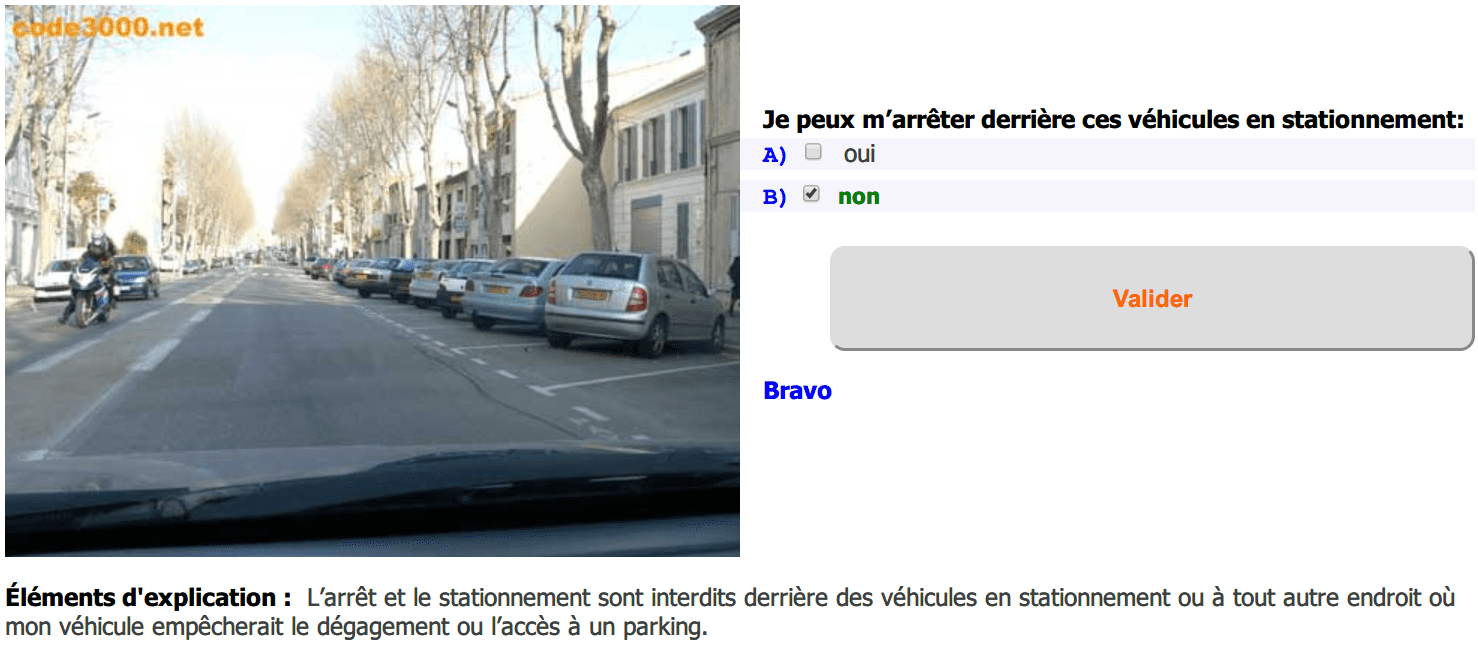 code3000.net
Je peux m’arrêter derrière ces véhicules en stationnement:
A) oui
B) non
Valider
Bravo
Éléments d'explication : L’arrêt et le stationnement sont interdits derrière des véhicules en stationnement ou à tout autre endroit où
mon véhicule empêcherait le dégagement ou l’accès à un parking.